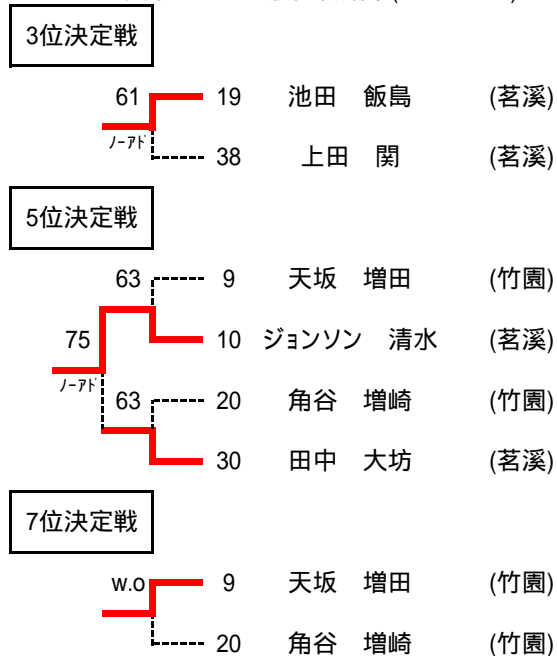 3位決定戦
61 19 池田 飯島 (茗溪)
ノーアド
38 上田 関 (茗溪)
5位決定戦
63 9 天坂 増田 (竹園)
75 10 ジョンソン 清水 (茗溪)
ノーアド
63 20 角谷 増崎 (竹園)
30 田中 大坊 (茗溪)
7位決定戦
w.o 9 天坂 増田 (竹園)
20 角谷 増崎 (竹園)